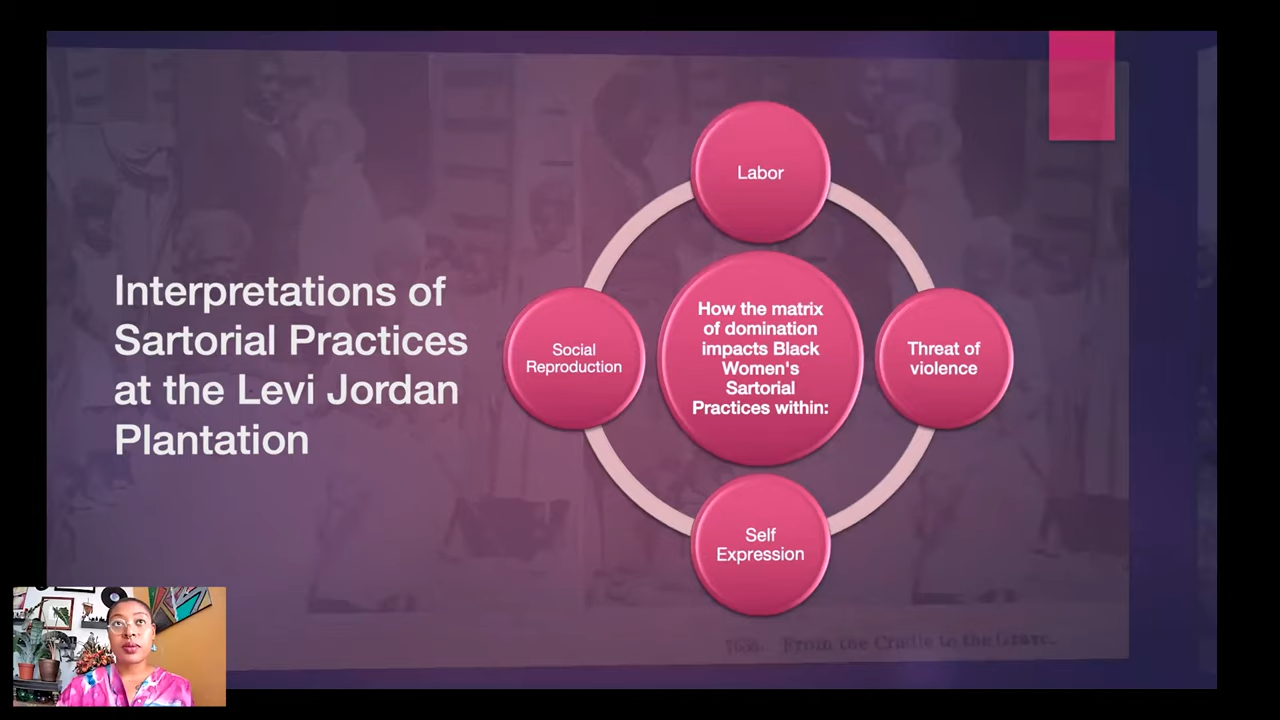 Interpretations of
Sartorial Practices
at the Levi Jordan
Plantation
Labor
How the matrix
of domination
impacts Black
Women's
Sartorial
Practices within:
Social
Reproduction
Threat of
violence
Self
Expression
From the Cradle to the Grave.